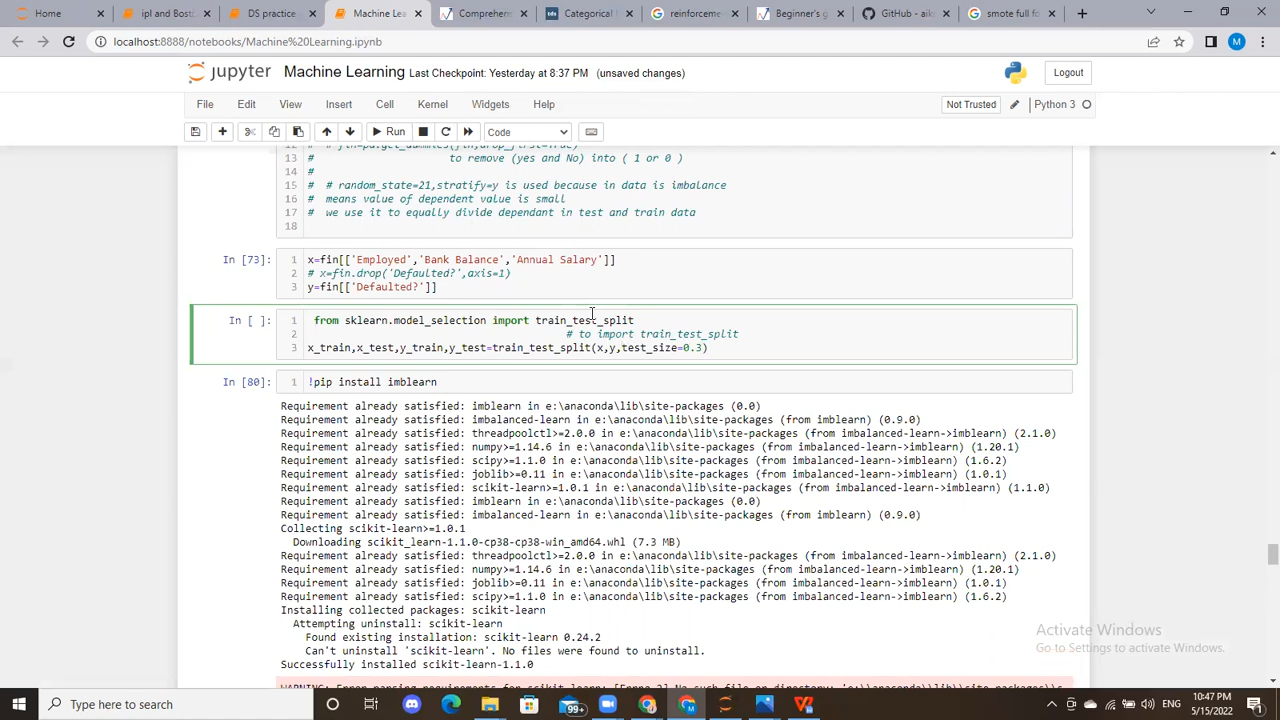 Home
ipl and Bosto
DS practice
Machine Lea
Comprehens
Categorical
reinforceme
Beginner's g
GitHub - aik
smote full fo
localhost:8888/notebooks/Machine%20Learning.ipynb
M
jupyter Machine Learning Last Checkpoint: Yesterday at 8:37 PM (unsaved changes)
Logout
File Edit View Insert Cell Kernel Widgets Help
Not Trusted
Python 3
Run
Code
13 # to remove (yes and No) into ( 1 or 0 )
14 #
15 # # random_state=21,stratify=y is used because in data is imbalance
16 # means value of dependent value is small
17 # we use it to equally divide dependant in test and train data
18
In [73]:
1 x=fin[['Employed','Bank Balance','Annual Salary']]
2 # x=fin.drop('Defaulted?',axis=1)
3 y=fin[['Defaulted?']]
In [ ]:
1 from sklearn.model_selection import train_test_split
2 # to import train_test_split
3 x_train,x_test,y_train,y_test=train_test_split(x,y,test_size=0.3)
In [80]:
1 !pip install imblearn
Requirement already satisfied: imblearn in e:\anaconda\lib\site-packages (0.0)
Requirement already satisfied: imbalanced-learn in e:\anaconda\lib\site-packages (from imblearn) (0.9.0)
Requirement already satisfied: threadpoolctl>=2.0.0 in e:\anaconda\lib\site-packages (from imbalanced-learn->imblearn) (2.1.0)
Requirement already satisfied: numpy>=1.14.6 in e:\anaconda\lib\site-packages (from imbalanced-learn->imblearn) (1.20.1)
Requirement already satisfied: scipy>=1.1.0 in e:\anaconda\lib\site-packages (from imbalanced-learn->imblearn) (1.6.2)
Requirement already satisfied: joblib>=0.11 in e:\anaconda\lib\site-packages (from imbalanced-learn->imblearn) (1.0.1)
Requirement already satisfied: scikit-learn>=1.0.1 in e:\anaconda\lib\site-packages (from imbalanced-learn->imblearn) (1.1.0)
Requirement already satisfied: imblearn in e:\anaconda\lib\site-packages (0.0)
Requirement already satisfied: imbalanced-learn in e:\anaconda\lib\site-packages (from imblearn) (0.9.0)
Collecting scikit-learn>=1.0.1
Downloading scikit_learn-1.1.0-cp38-cp38-win_amd64.whl (7.3 MB)
Requirement already satisfied: threadpoolctl>=2.0.0 in e:\anaconda\lib\site-packages (from imbalanced-learn->imblearn) (2.1.0)
Requirement already satisfied: numpy>=1.14.6 in e:\anaconda\lib\site-packages (from imbalanced-learn->imblearn) (1.20.1)
Requirement already satisfied: joblib>=0.11 in e:\anaconda\lib\site-packages (from imbalanced-learn->imblearn) (1.0.1)
Requirement already satisfied: scipy>=1.1.0 in e:\anaconda\lib\site-packages (from imbalanced-learn->imblearn) (1.6.2)
Installing collected packages: scikit-learn
Attempting uninstall: scikit-learn
Found existing installation: scikit-learn 0.24.2
Can't uninstall 'scikit-learn'. No files were found to uninstall.
Successfully installed scikit-learn-1.1.0
Activate Windows
Go to Settings to activate Windows.
Type here to search
99+
ENG
10:47 PM
5/15/2022